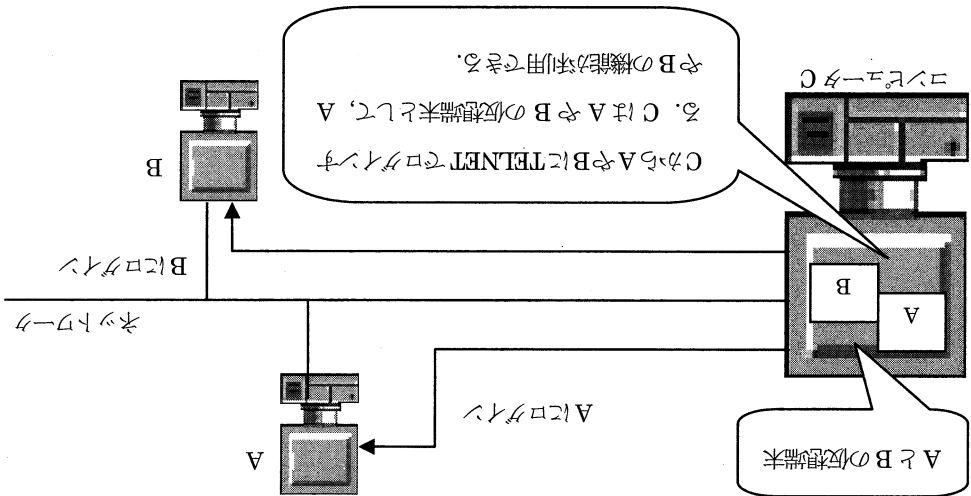 AとBの仮想端末
A
Aにログイン
A
B
ネットワーク
Bにログイン
B
CからAやBにTELNETでログインす
る．CはAやBの仮想端末として，A
やBの機能が利用できる．
コンピュータC